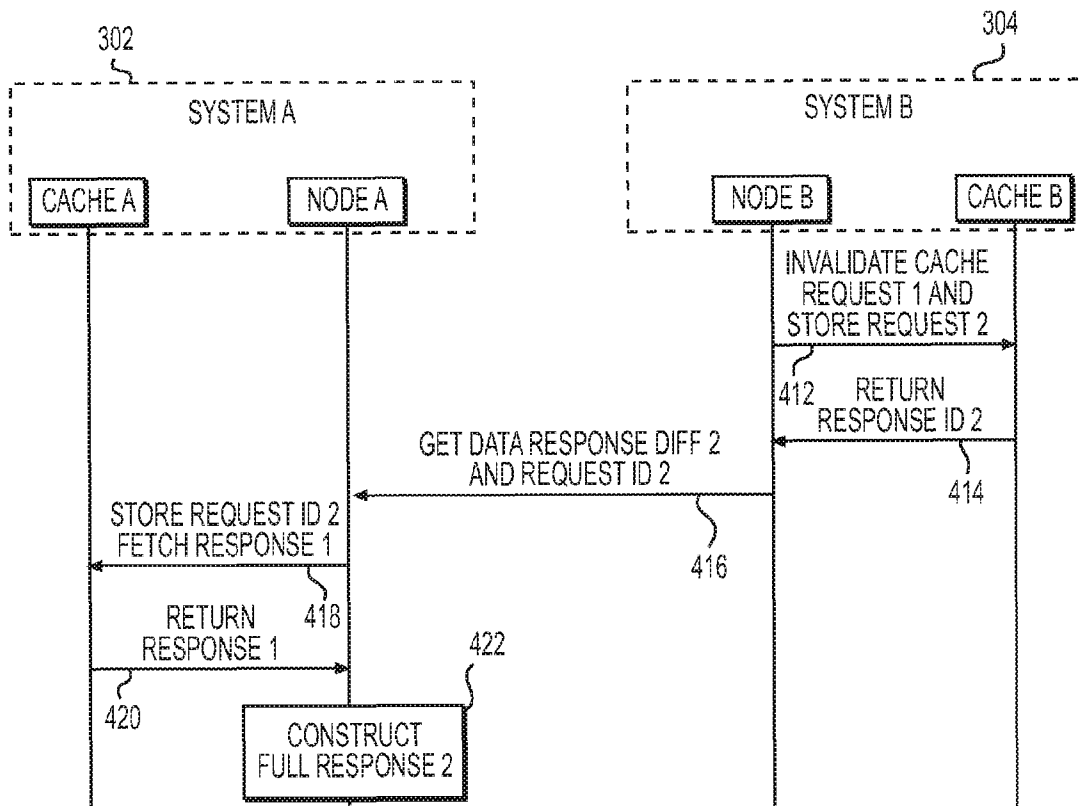 302
304
SYSTEM A
SYSTEM B
CACHE A
NODE A
NODE B
CACHE B
INVALIDATE CACHE
REQUEST 1 AND
STORE REQUEST 2
412
RETURN
RESPONSE ID 2
414
GET DATA RESPONSE DIFF 2
AND REQUEST ID 2
416
STORE REQUEST ID 2
FETCH RESPONSE 1
418
RETURN
RESPONSE 1
420
422
CONSTRUCT
FULL RESPONSE 2